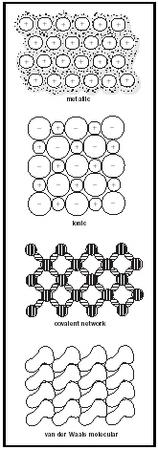 metallic
ionic
covalent network
van der Waals molecular